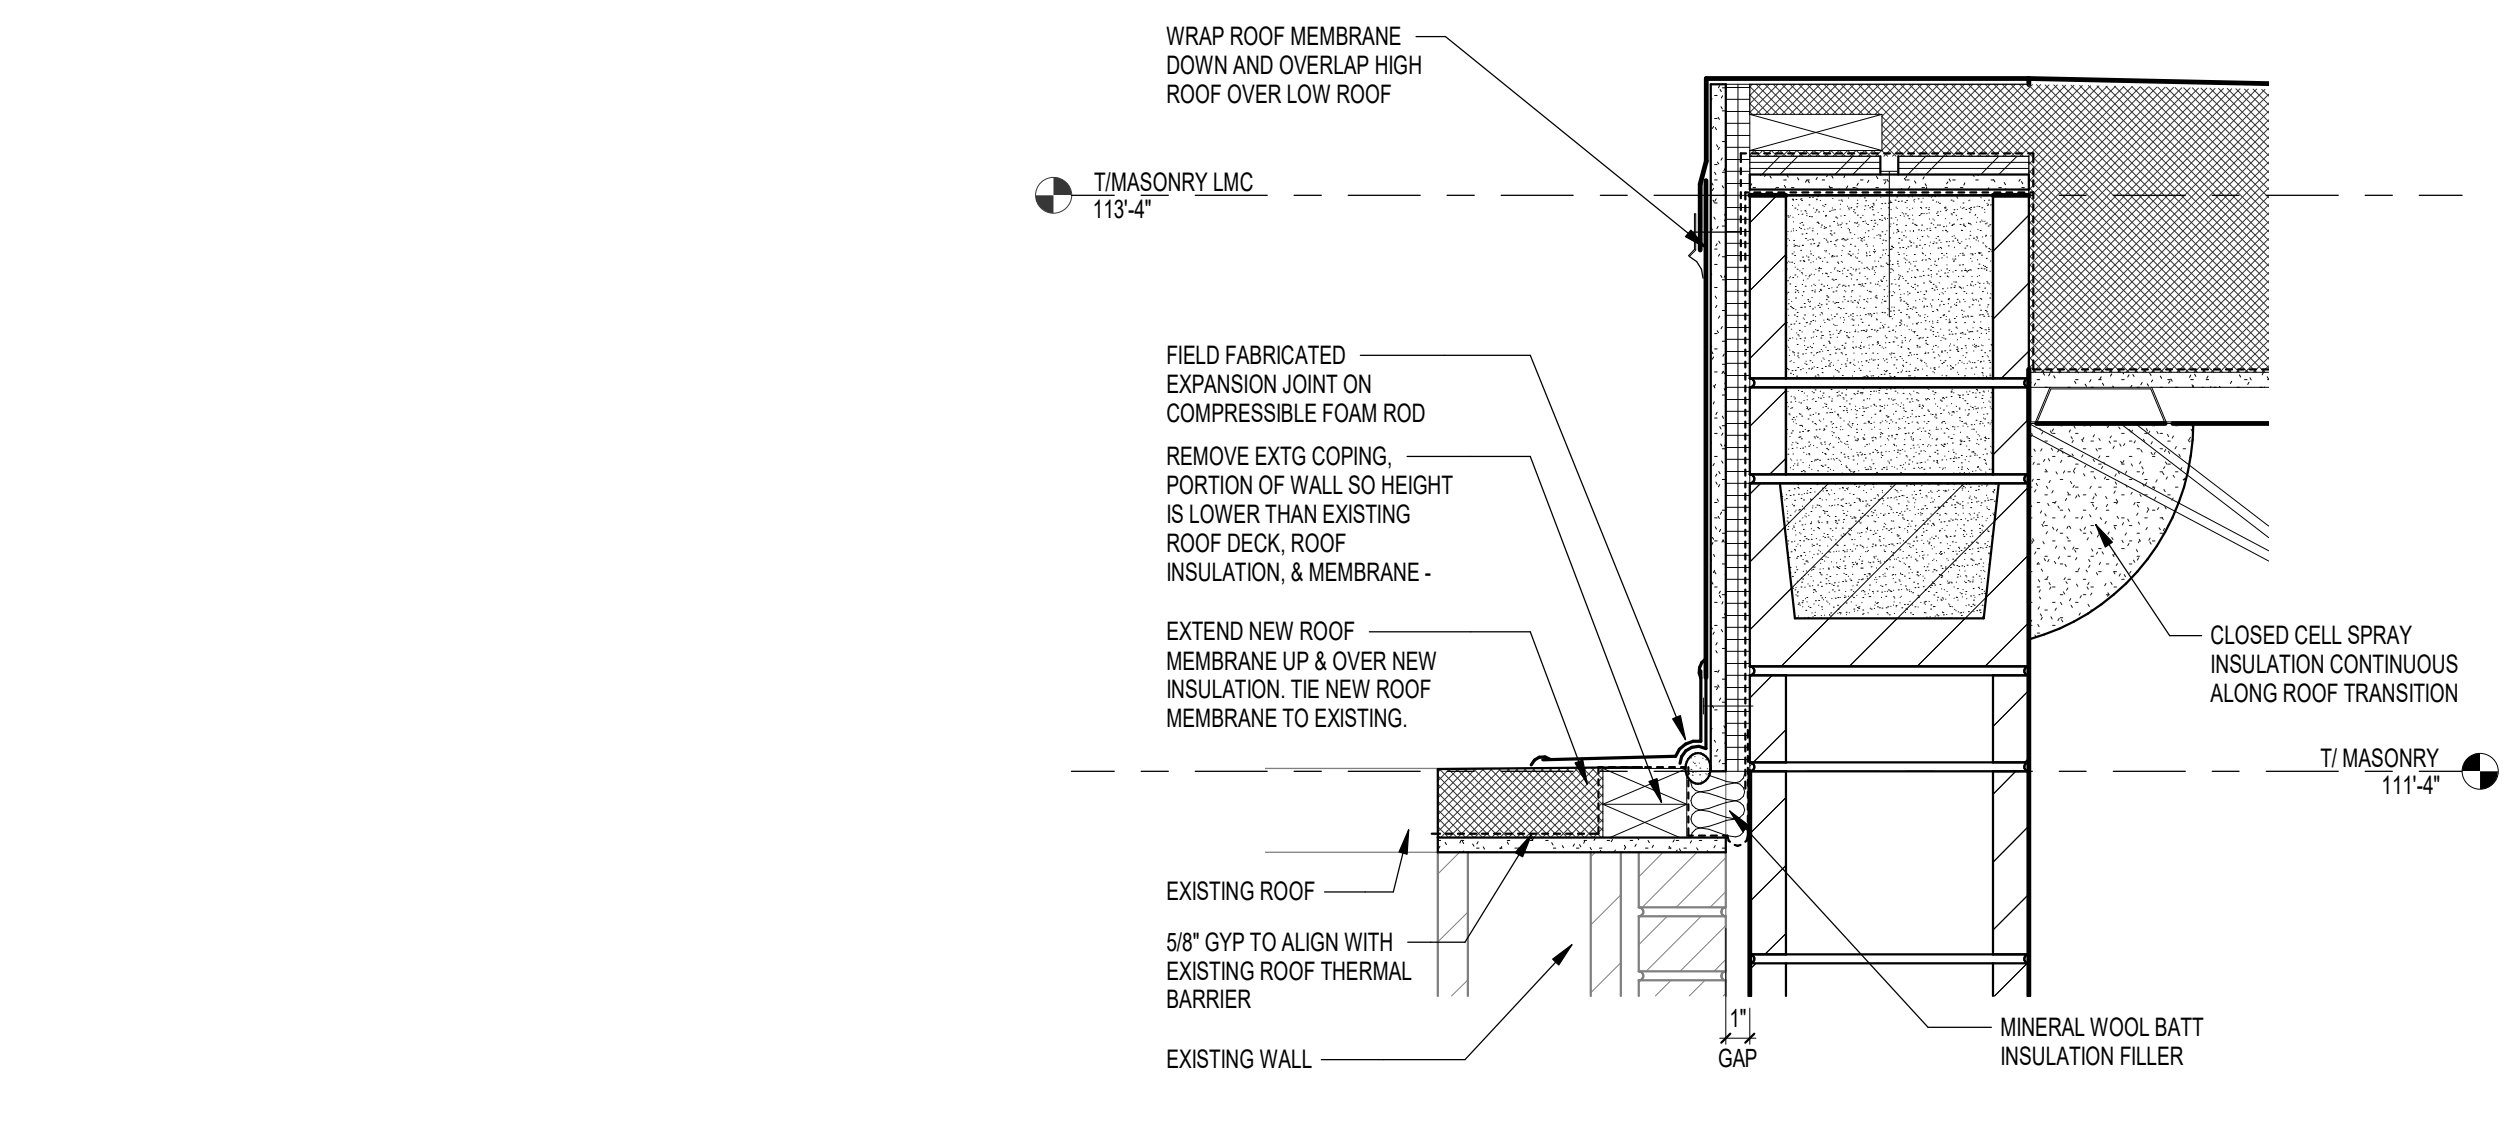 WRAP ROOF MEMBRANE
DOWN AND OVERLAP HIGH
ROOF OVER LOW ROOF
T/MASONRY LMC
113'-4"
FIELD FABRICATED
EXPANSION JOINT ON
COMPRESSIBLE FOAM ROD
REMOVE EXTG COPING,
PORTION OF WALL SO HEIGHT
IS LOWER THAN EXISTING
ROOF DECK, ROOF
INSULATION, & MEMBRANE -
EXTEND NEW ROOF
MEMBRANE UP & OVER NEW
INSULATION. TIE NEW ROOF
MEMBRANE TO EXISTING.
CLOSED CELL SPRAY
INSULATION CONTINUOUS
ALONG ROOF TRANSITION
T/ MASONRY
111'-4"
EXISTING ROOF
5/8" GYP TO ALIGN WITH
EXISTING ROOF THERMAL
BARRIER
EXISTING WALL
1"
GAP
MINERAL WOOL BATT
INSULATION FILLER